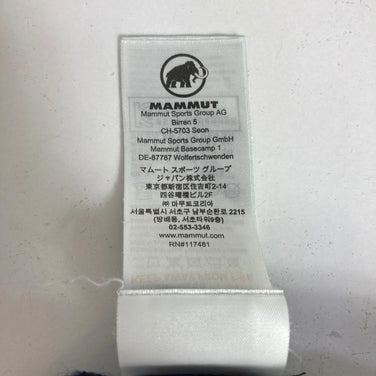 MAMMUT
Mammut Sports Group AG
Birren 5
CH-5703 Seon
Mammut Sports Group GmbH
Mammut Basecamp 1
DE-87787 Wolfertschwenden
マムート スポーツ グループ
ジャパン株式会社
東京都新宿区住吉町2-14
四谷曙橋ビル2F
㈜ 마무트코리아
서울특별시 서초구 남부순환로 2215
(방배동, 서초타워9층)
02-553-3346
www.mammut.com
RN#117481